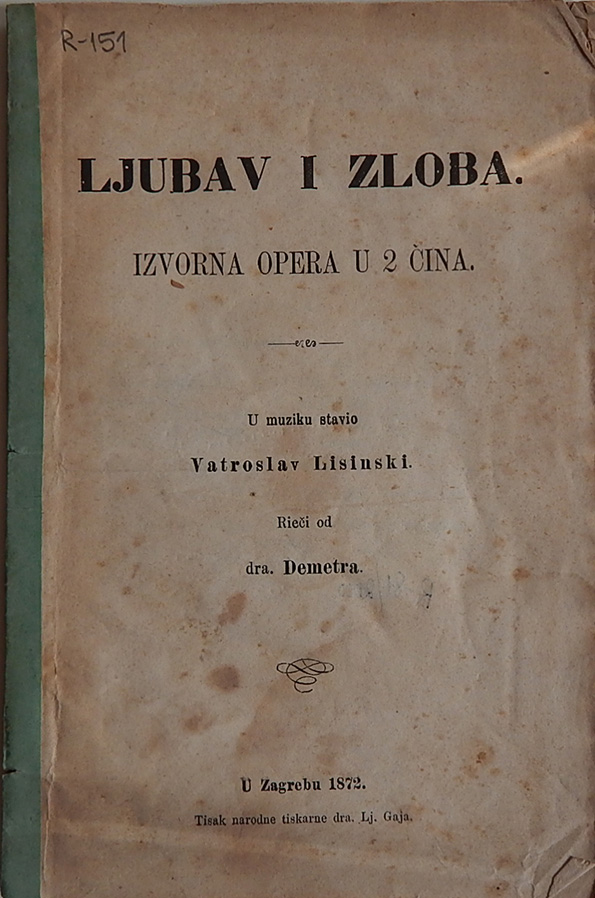 R-151
LJUBAV I ZLOBA.
IZVORNA OPERA U 2 ČINA.
U muziku stavio
Vatroslav Lisinski.
Rieči od
dra. Demetra.
U Zagrebu 1872.
Tisak narodne tiskarne dra. Lj. Gaja.